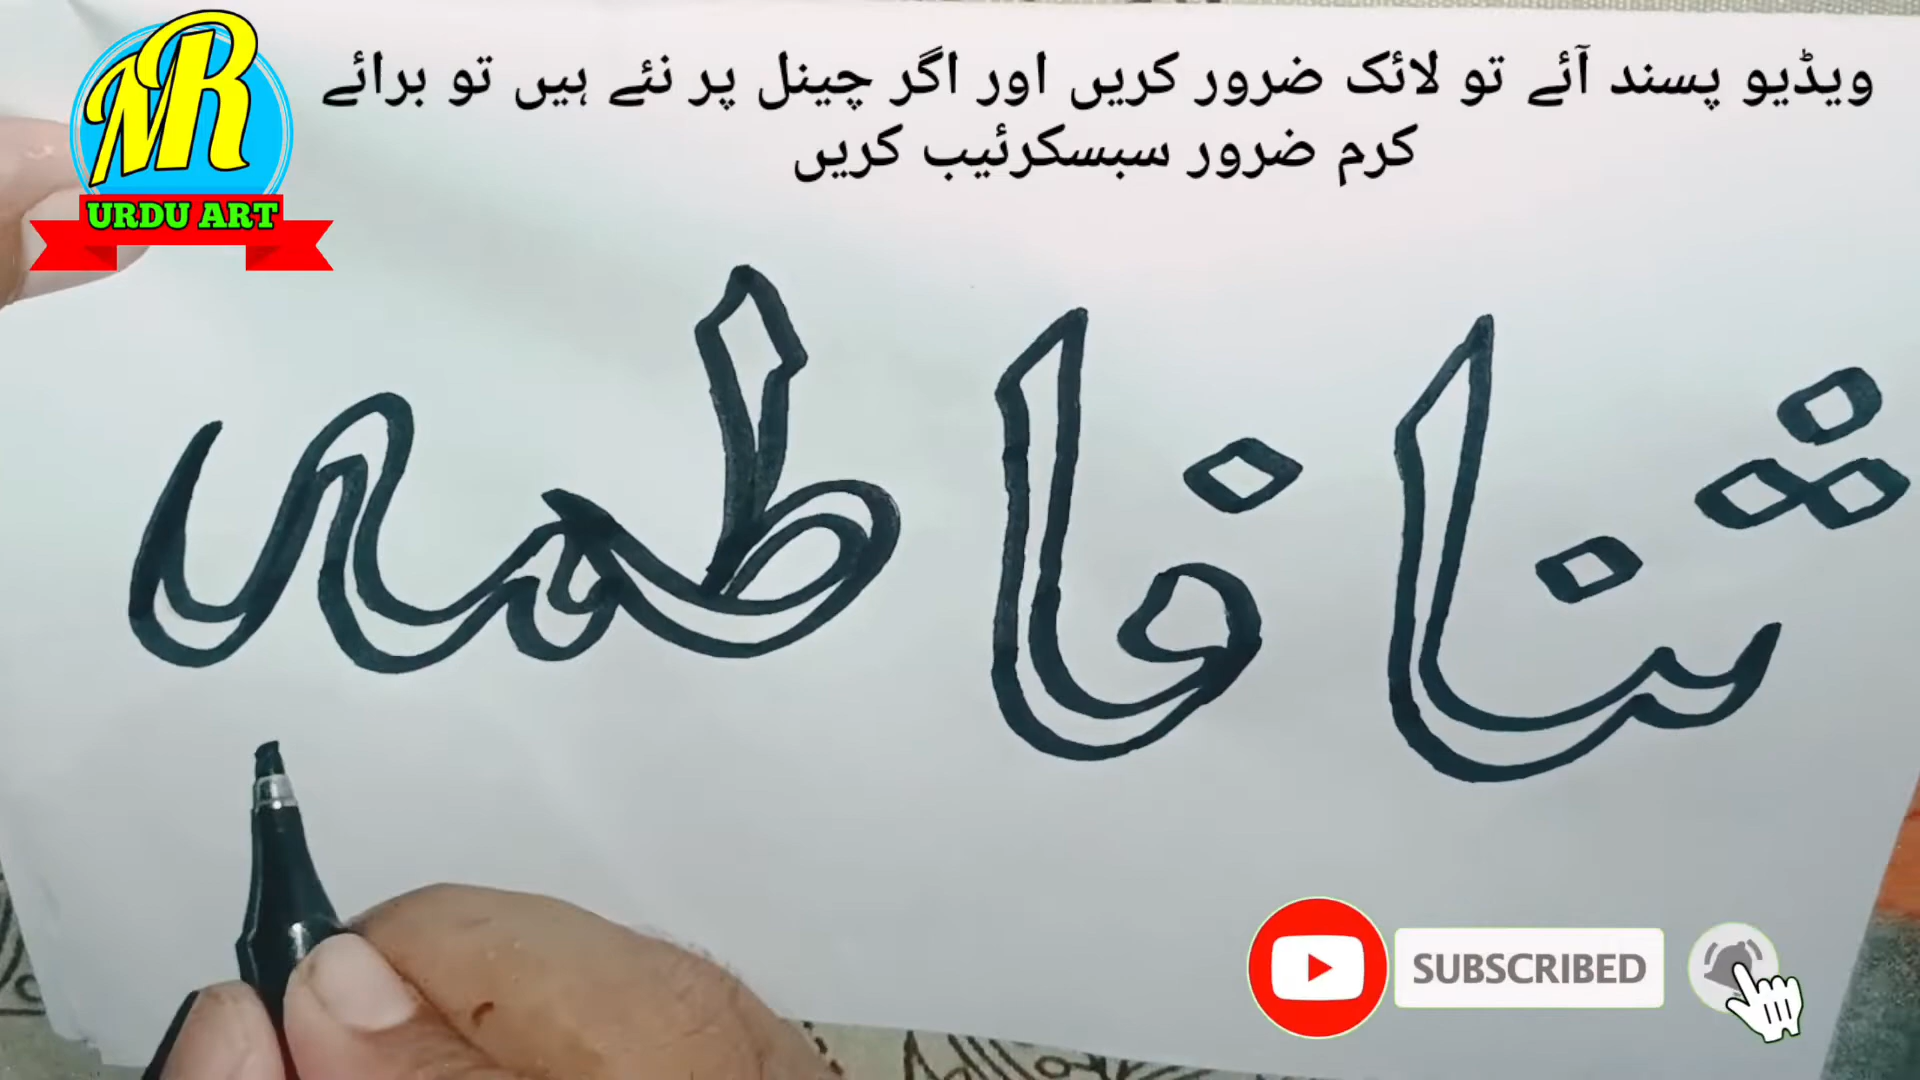 MR
URDU ART
ویڈیو پسند آئے تو لائک ضرور کریں اور اگر چینل پر نئے ہیں تو برائے
کرم ضرور سبسکرئیب کریں
ثنا فاطمہ
SUBSCRIBED